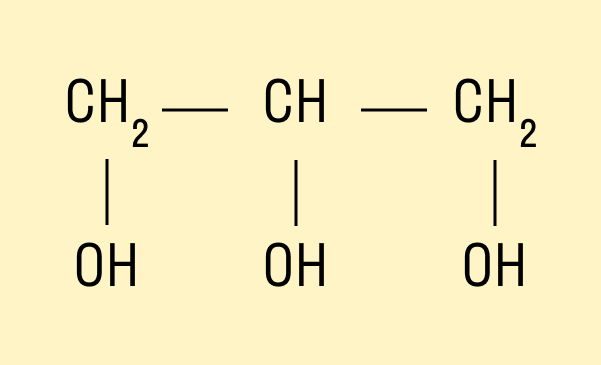 CH₂ — CH — CH₂
OH OH OH